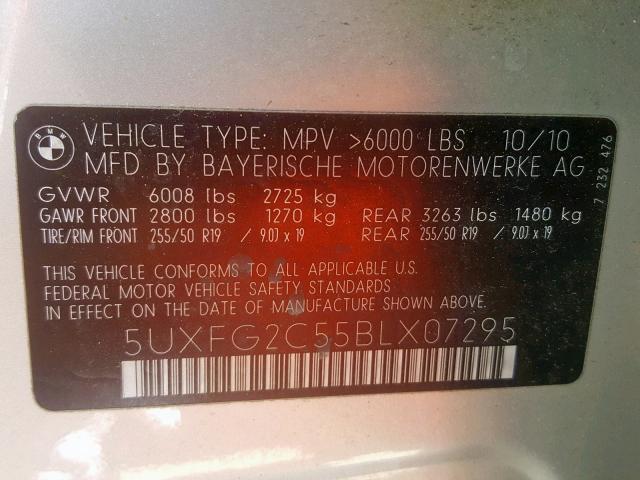 BMW VEHICLE TYPE: MPV >6000 LBS 10/10
MFD BY BAYERISCHE MOTORENWERKE AG
GVWR 6008 lbs 2725 kg
GAWR FRONT 2800 lbs 1270 kg REAR 3263 lbs 1480 kg
TIRE/RIM FRONT 255/50 R19 / 9.0J x 19 REAR 255/50 R19 / 9.0J x 19
THIS VEHICLE CONFORMS TO ALL APPLICABLE U.S.
FEDERAL MOTOR VEHICLE SAFETY STANDARDS
IN EFFECT ON THE DATE OF MANUFACTURE SHOWN ABOVE.
5UXFG2C55BLX07295
7 232 476